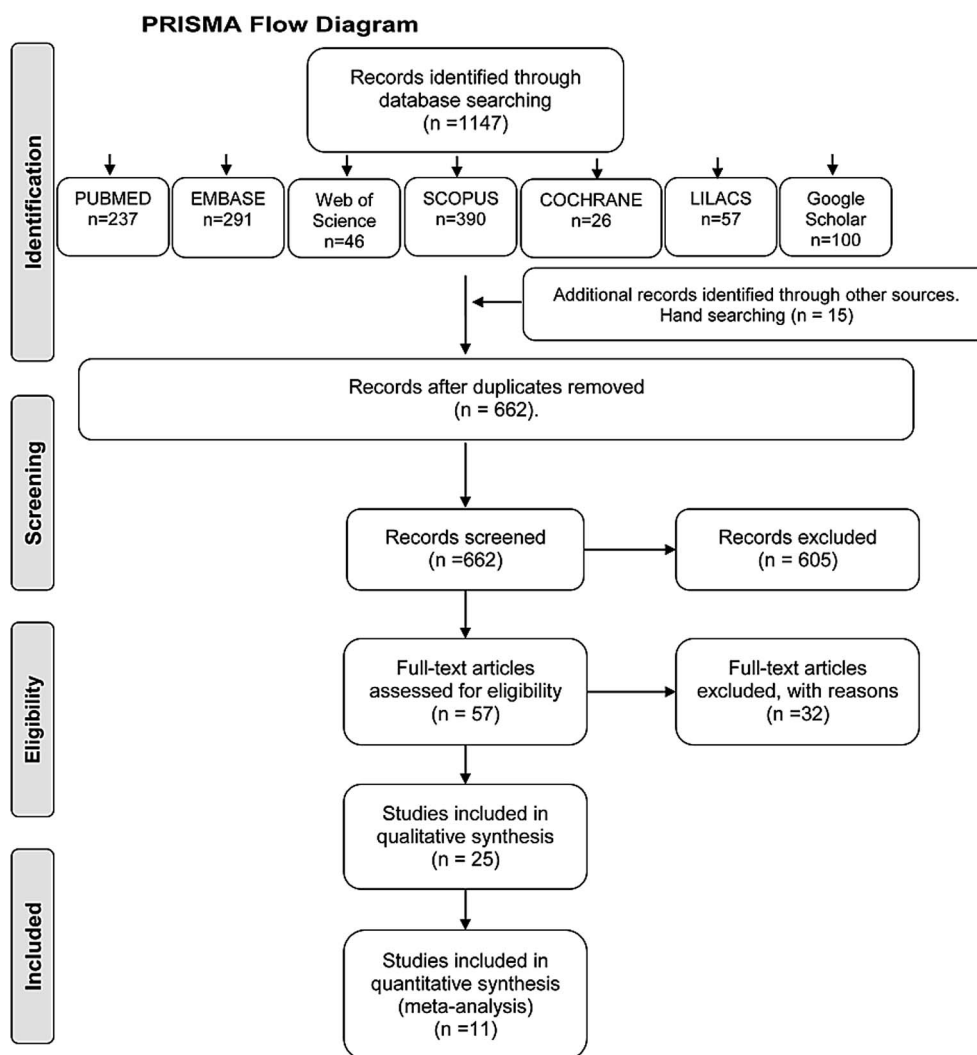 PRISMA Flow Diagram
Identification
Records identified through
database searching
(n =1147)
PUBMED
n=237
EMBASE
n=291
Web of
Science
n=46
SCOPUS
n=390
COCHRANE
n=26
LILACS
n=57
Google
Scholar
n=100
Additional records identified through other sources.
Hand searching (n = 15)
Records after duplicates removed
(n = 662).
Screening
Records screened
(n =662)
Records excluded
(n = 605)
Eligibility
Full-text articles
assessed for eligibility
(n = 57)
Full-text articles
excluded, with reasons
(n =32)
Studies included in
qualitative synthesis
(n = 25)
Included
Studies included in
quantitative synthesis
(meta-analysis)
(n =11)